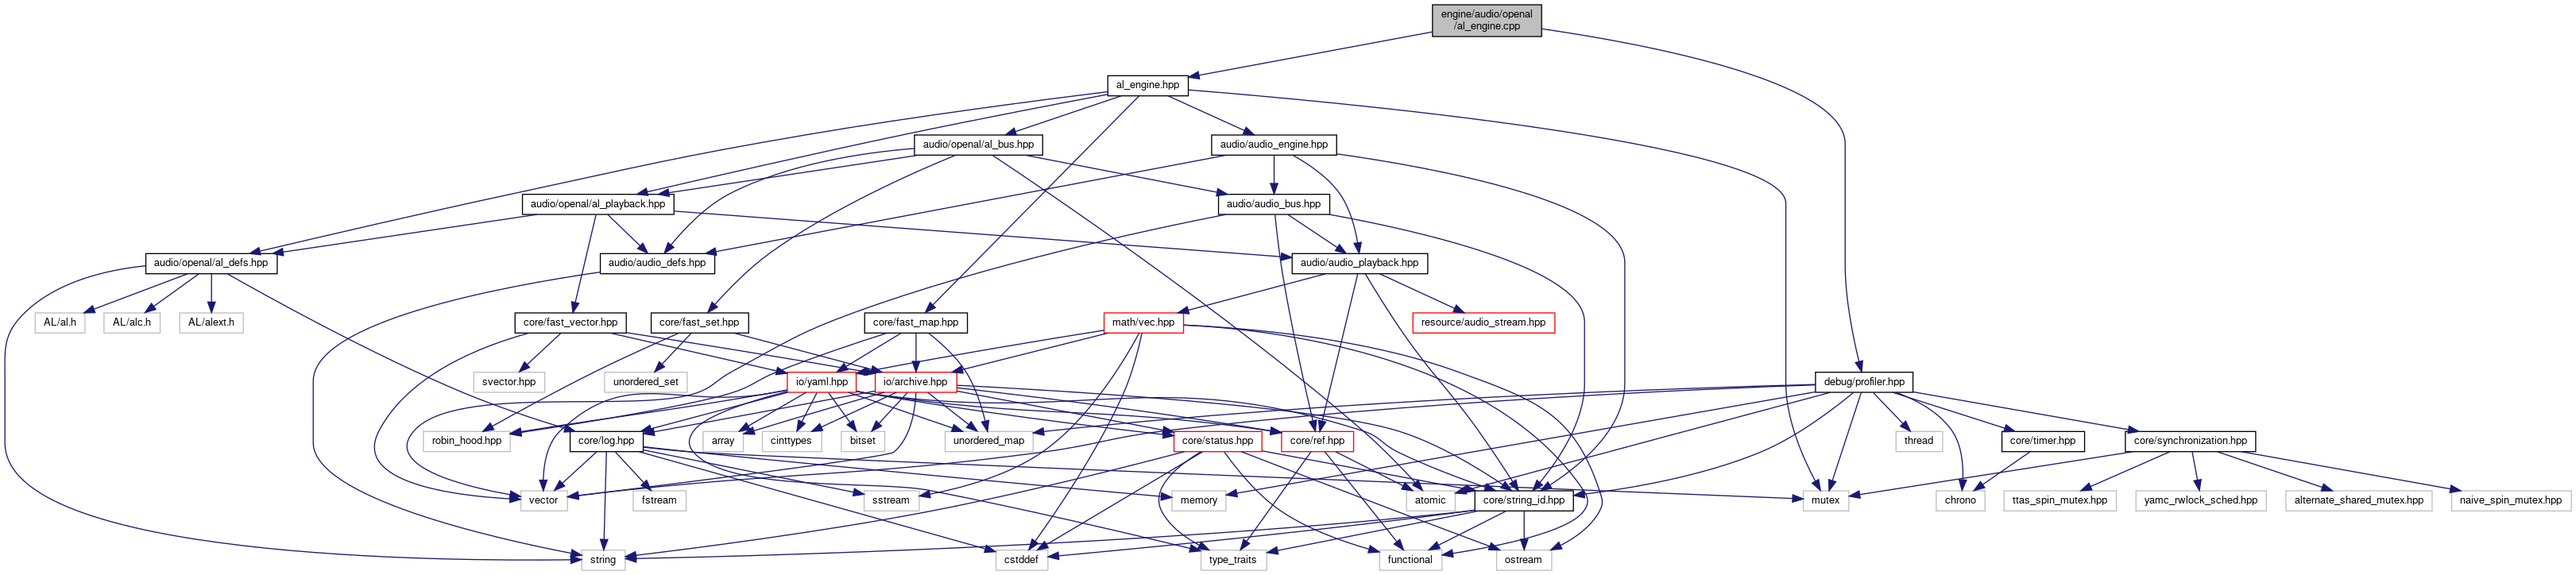 engine/audio/openal
/al_engine.cpp
al_engine.hpp
audio/openal/al_bus.hpp
audio/audio_engine.hpp
audio/openal/al_playback.hpp
audio/audio_bus.hpp
audio/openal/al_defs.hpp
audio/audio_defs.hpp
audio/audio_playback.hpp
AL/al.h
AL/alc.h
AL/alext.h
core/fast_vector.hpp
core/fast_set.hpp
core/fast_map.hpp
math/vec.hpp
resource/audio_stream.hpp
svector.hpp
unordered_set
io/yaml.hpp
io/archive.hpp
debug/profiler.hpp
robin_hood.hpp
core/log.hpp
array
cinttypes
bitset
unordered_map
core/status.hpp
core/ref.hpp
thread
core/timer.hpp
core/synchronization.hpp
vector
fstream
sstream
memory
atomic
core/string_id.hpp
mutex
chrono
ttas_spin_mutex.hpp
yamc_rwlock_sched.hpp
alternate_shared_mutex.hpp
naive_spin_mutex.hpp
string
cstddef
type_traits
functional
ostream